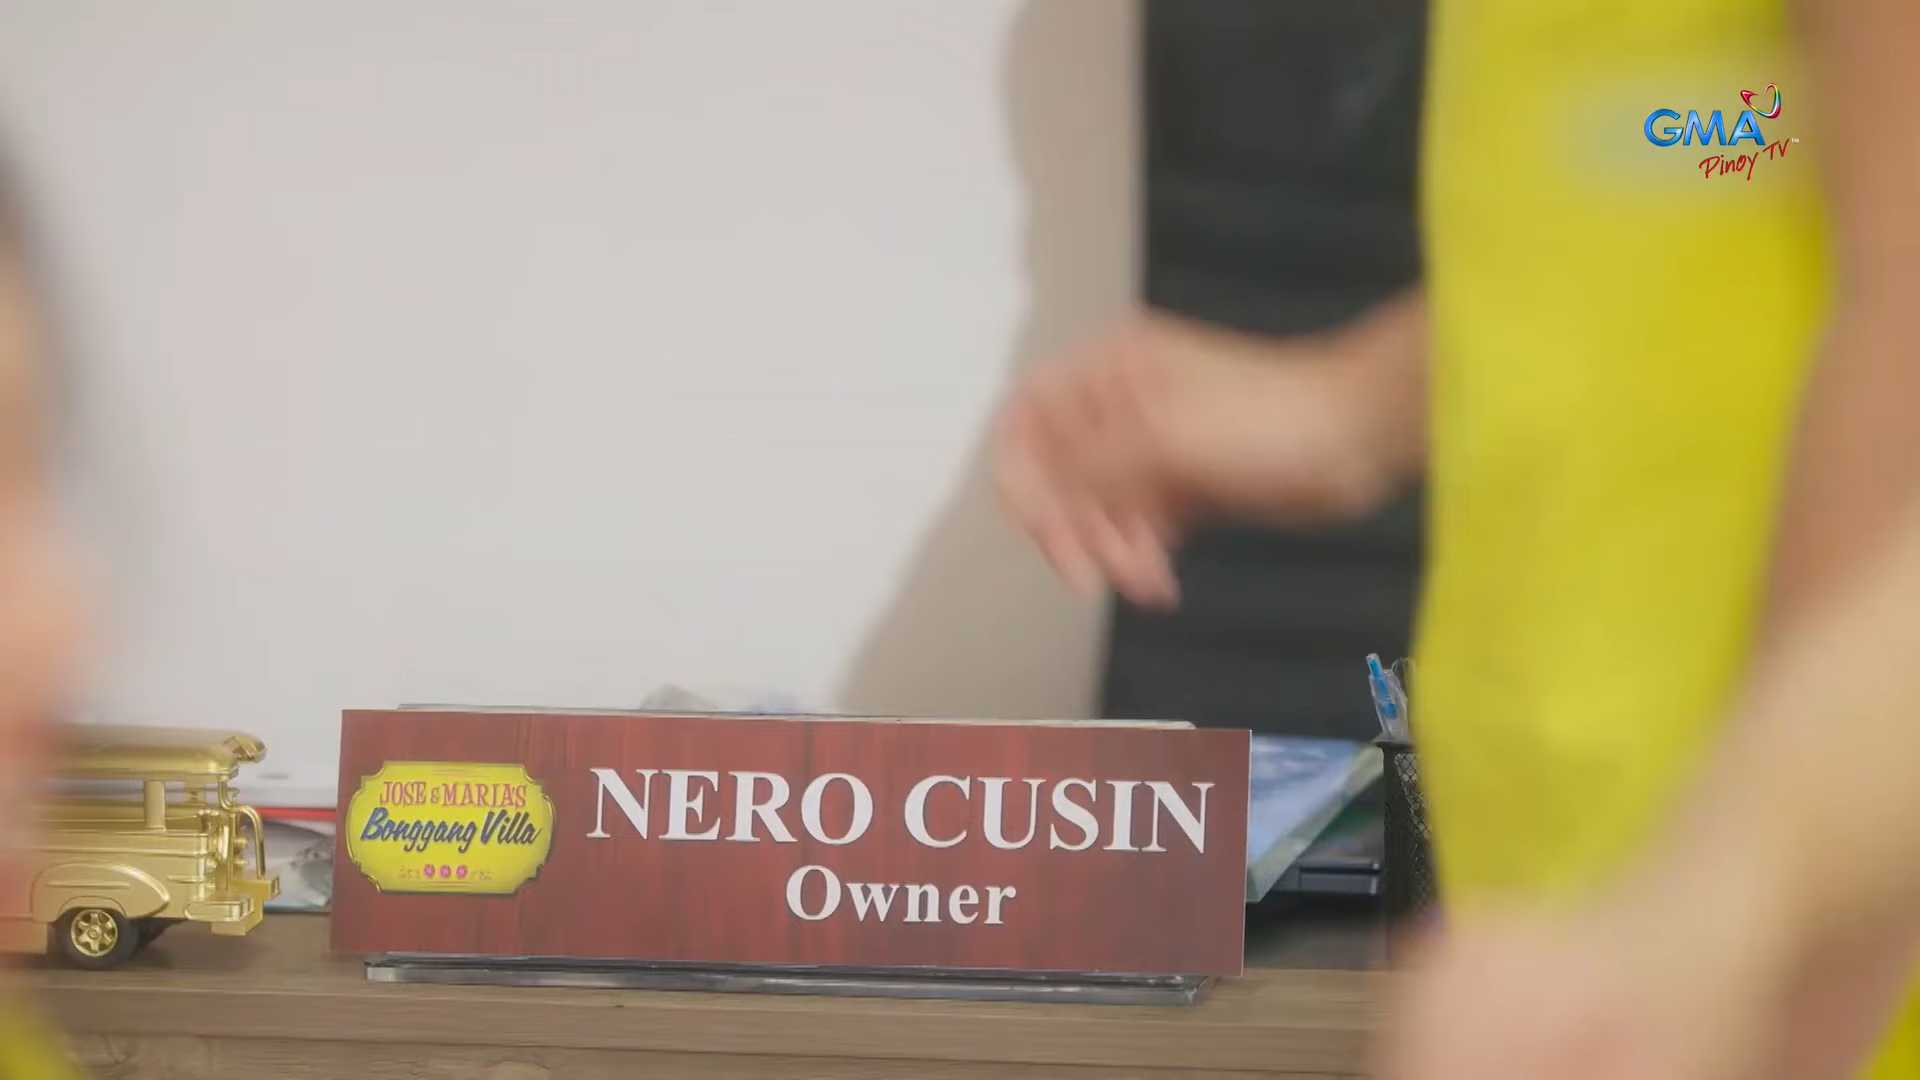 GMA
Pinoy TV
JOSE & MARIA'S
Bonggang Villa
NERO CUSIN
Owner